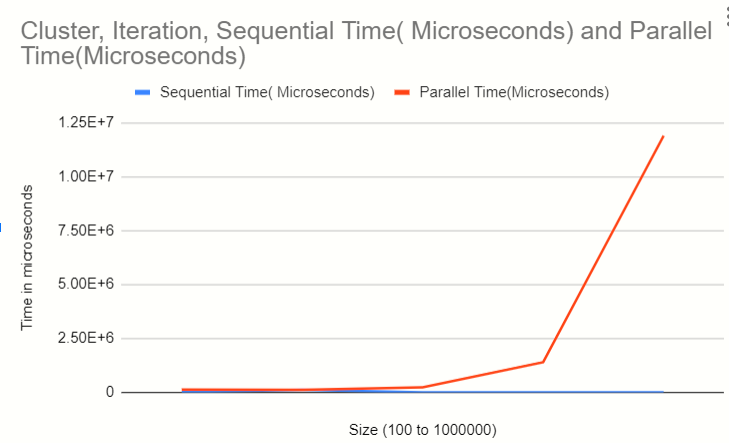 Cluster, Iteration, Sequential Time( Microseconds) and Parallel
Time(Microseconds)
Sequential Time( Microseconds)
Parallel Time(Microseconds)
1.25E+7
1.00E+7
7.50E+6
5.00E+6
2.50E+6
0
Time in microseconds
Size (100 to 1000000)